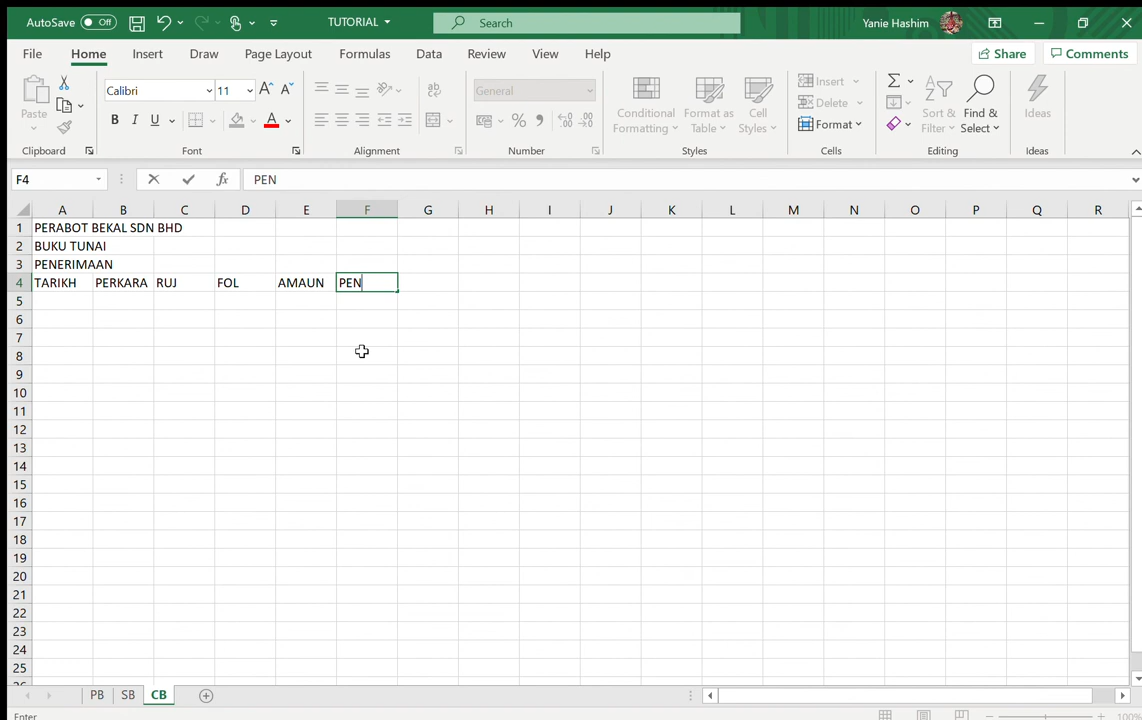 AutoSave Off TUTORIAL Search Yanie Hashim
File Home Insert Draw Page Layout Formulas Data Review View Help Share Comments
Paste Calibri 11 General Conditional Formatting Format as Table Cell Styles Insert Delete Format Sort & Filter Find & Select Ideas
Clipboard Font Alignment Number Styles Cells Editing Ideas
F4 fx PEN
A B C D E F G H I J K L M N O P Q R
1 PERABOT BEKAL SDN BHD
2 BUKU TUNAI
3 PENERIMAAN
4 TARIKH PERKARA RUJ FOL AMAUN PEN
5
6
7
8
9
10
11
12
13
14
15
16
17
18
19
20
21
22
23
24
25
26
PB SB CB
Enter 100%